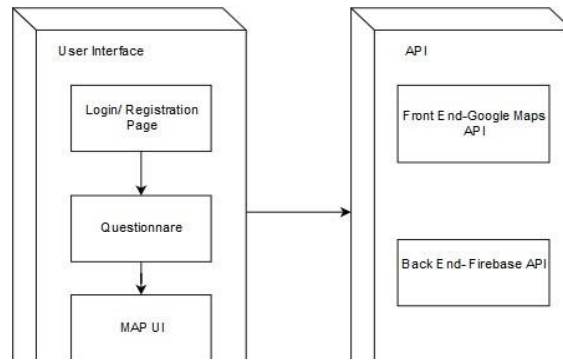 User Interface
Login/ Registration
Page
Questionnare
MAP UI
API
Front End-Google Maps
API
Back End- Firebase API